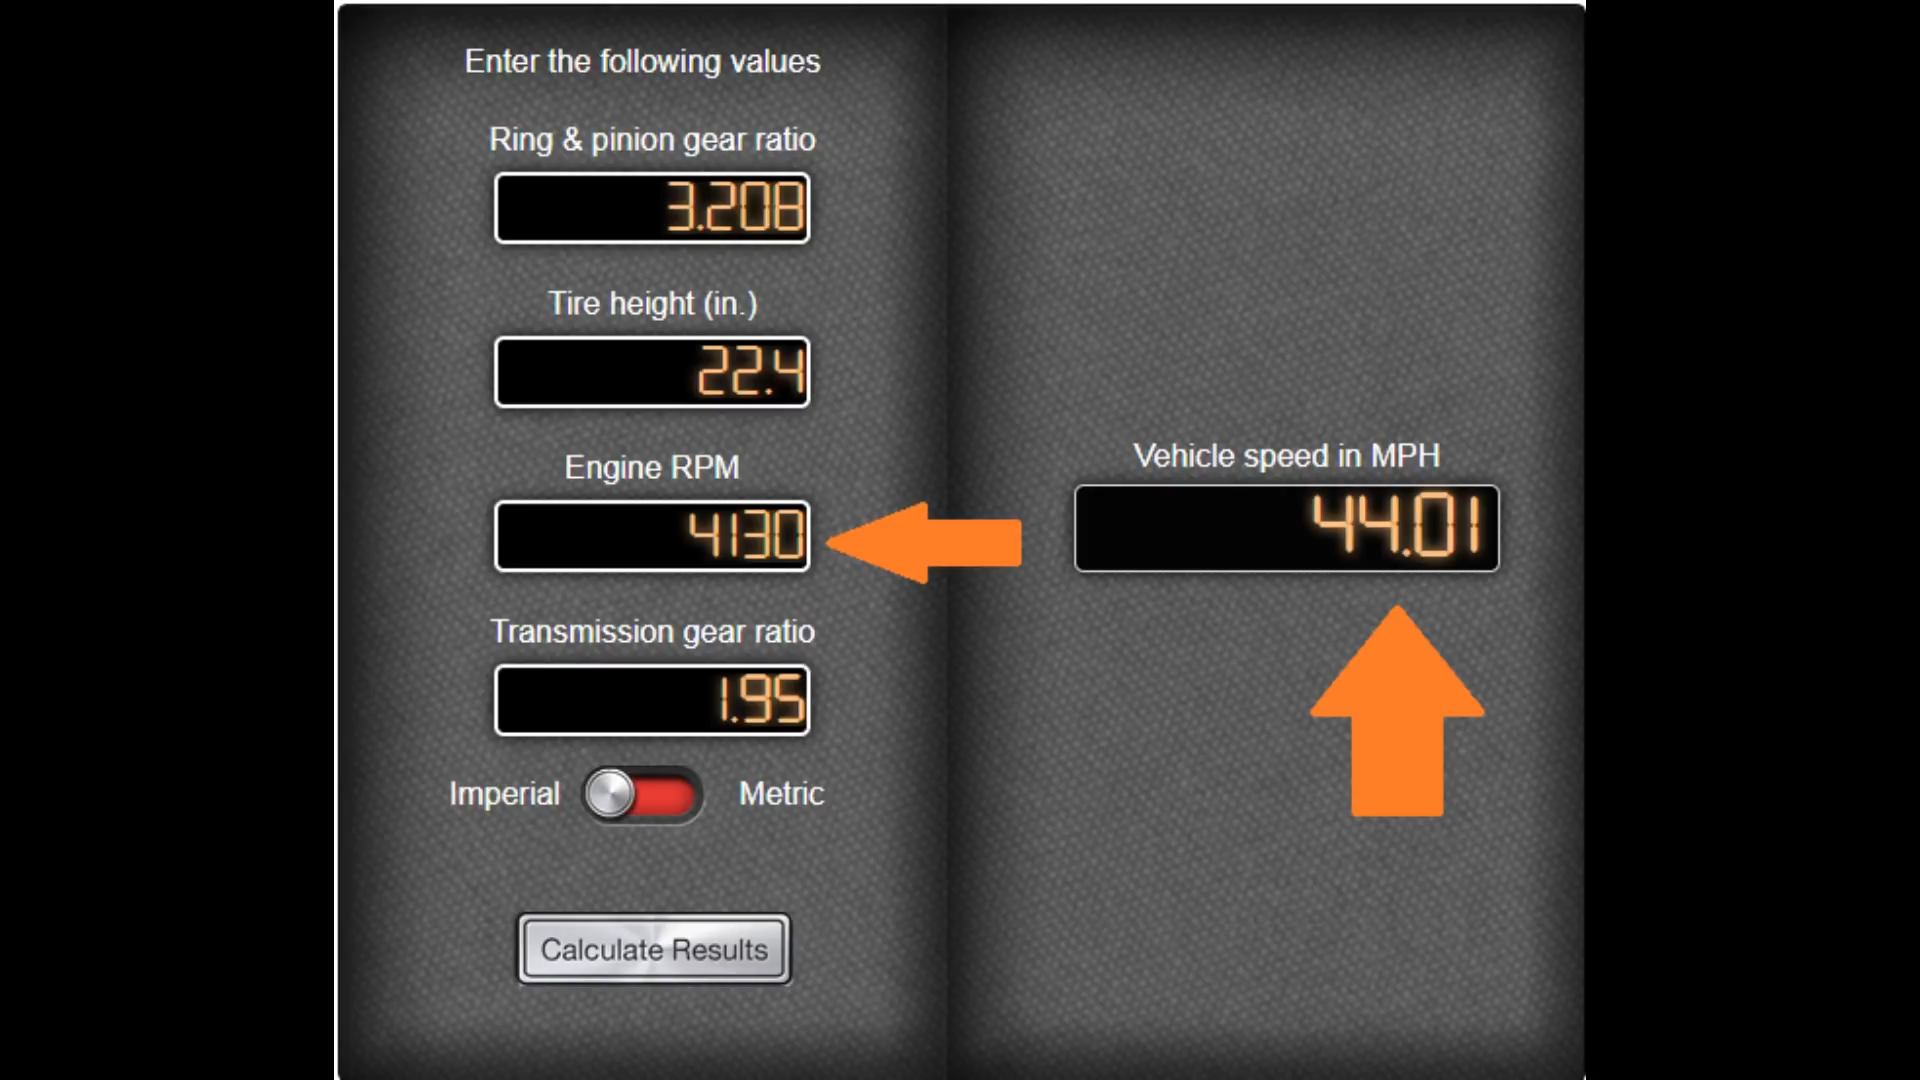 Enter the following values
Ring & pinion gear ratio
3.208
Tire height (in.)
22.4
Engine RPM
4130
Transmission gear ratio
1.95
Imperial Metric
Calculate Results
Vehicle speed in MPH
44.01